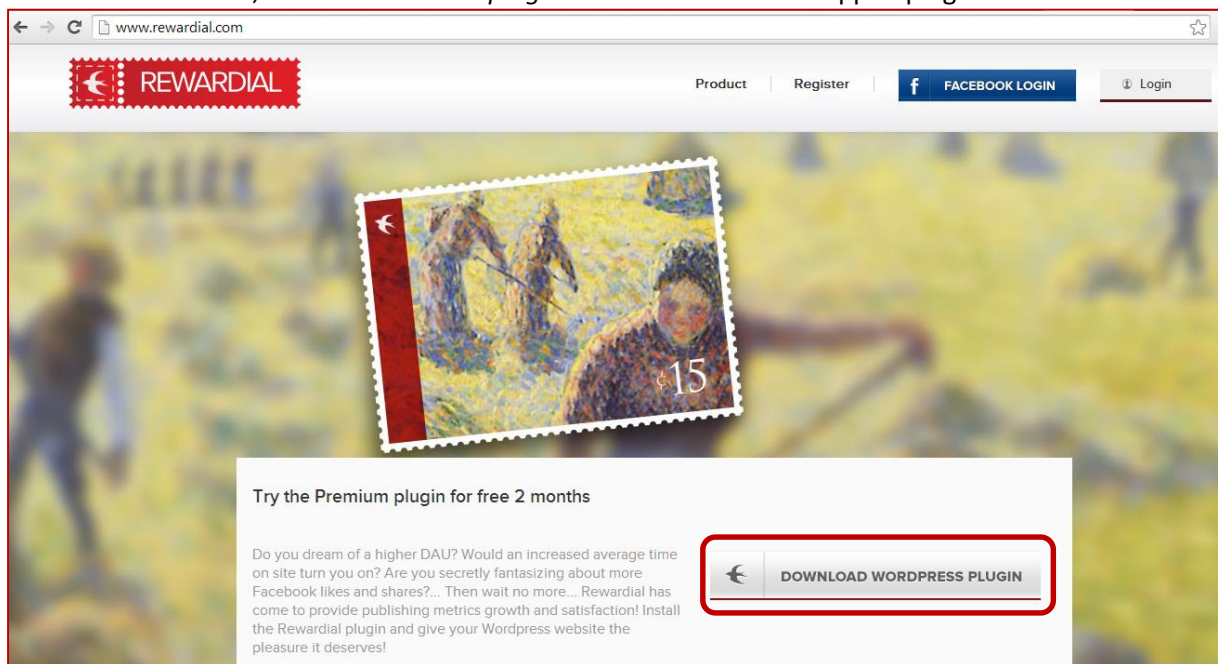 www.rewardial.com
REWARDIAL
Product Register f FACEBOOK LOGIN Login
¢15
Try the Premium plugin for free 2 months
Do you dream of a higher DAU? Would an increased average time
on site turn you on? Are you secretly fantasizing about more
Facebook likes and shares?... Then wait no more... Rewardial has
come to provide publishing metrics growth and satisfaction! Install
the Rewardial plugin and give your Wordpress website the
pleasure it deserves!
DOWNLOAD WORDPRESS PLUGIN